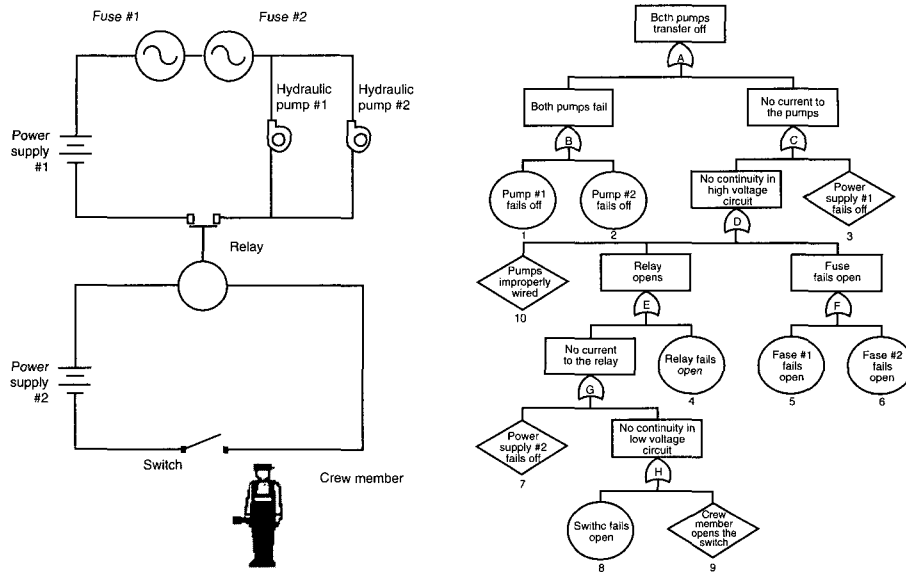 Fuse #1
Fuse #2
Hydraulic
pump #1
Hydraulic
pump #2
Power
supply
#1
Relay
Power
supply
#2
Switch
Crew member
Both pumps
transfer off
A
Both pumps fail
No current to
the pumps
B
C
Pump #1
fails off
1
Pump #2
fails off
2
No continuity in
high voltage
circuit
Power
supply #1
fails off
3
D
Pumps
improperly
wired
10
Relay
opens
Fuse
fails open
E
F
No current
to the relay
Relay fails
open
4
Fase #1
fails
open
5
Fase #2
fails
open
6
G
Power
supply #2
fails off
7
No continuity in
low voltage
circuit
H
Swithc fails
open
8
Crew
member
opens the
switch
9